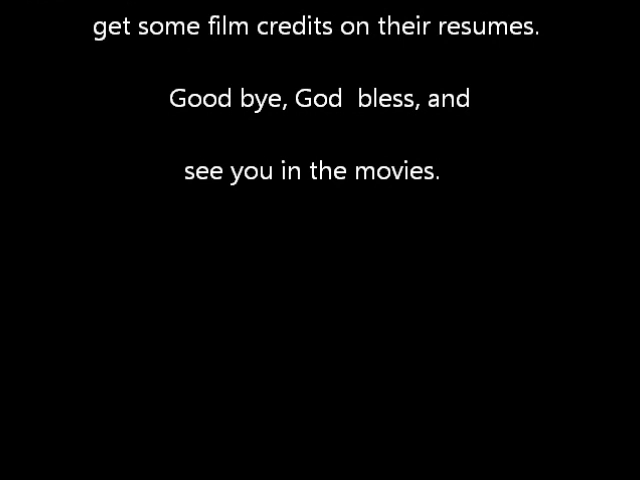 get some film credits on their resumes.
Good bye, God  bless, and
see you in the movies.